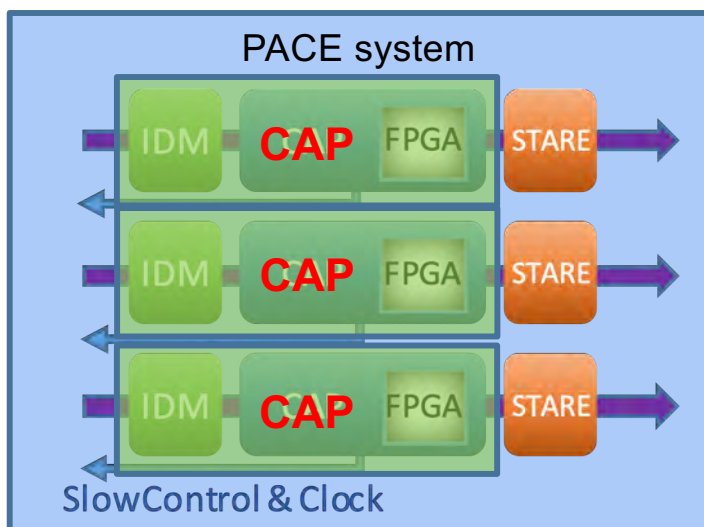 PACE system
IDM CAP FPGA STARE
IDM CAP FPGA STARE
IDM CAP FPGA STARE
SlowControl & Clock